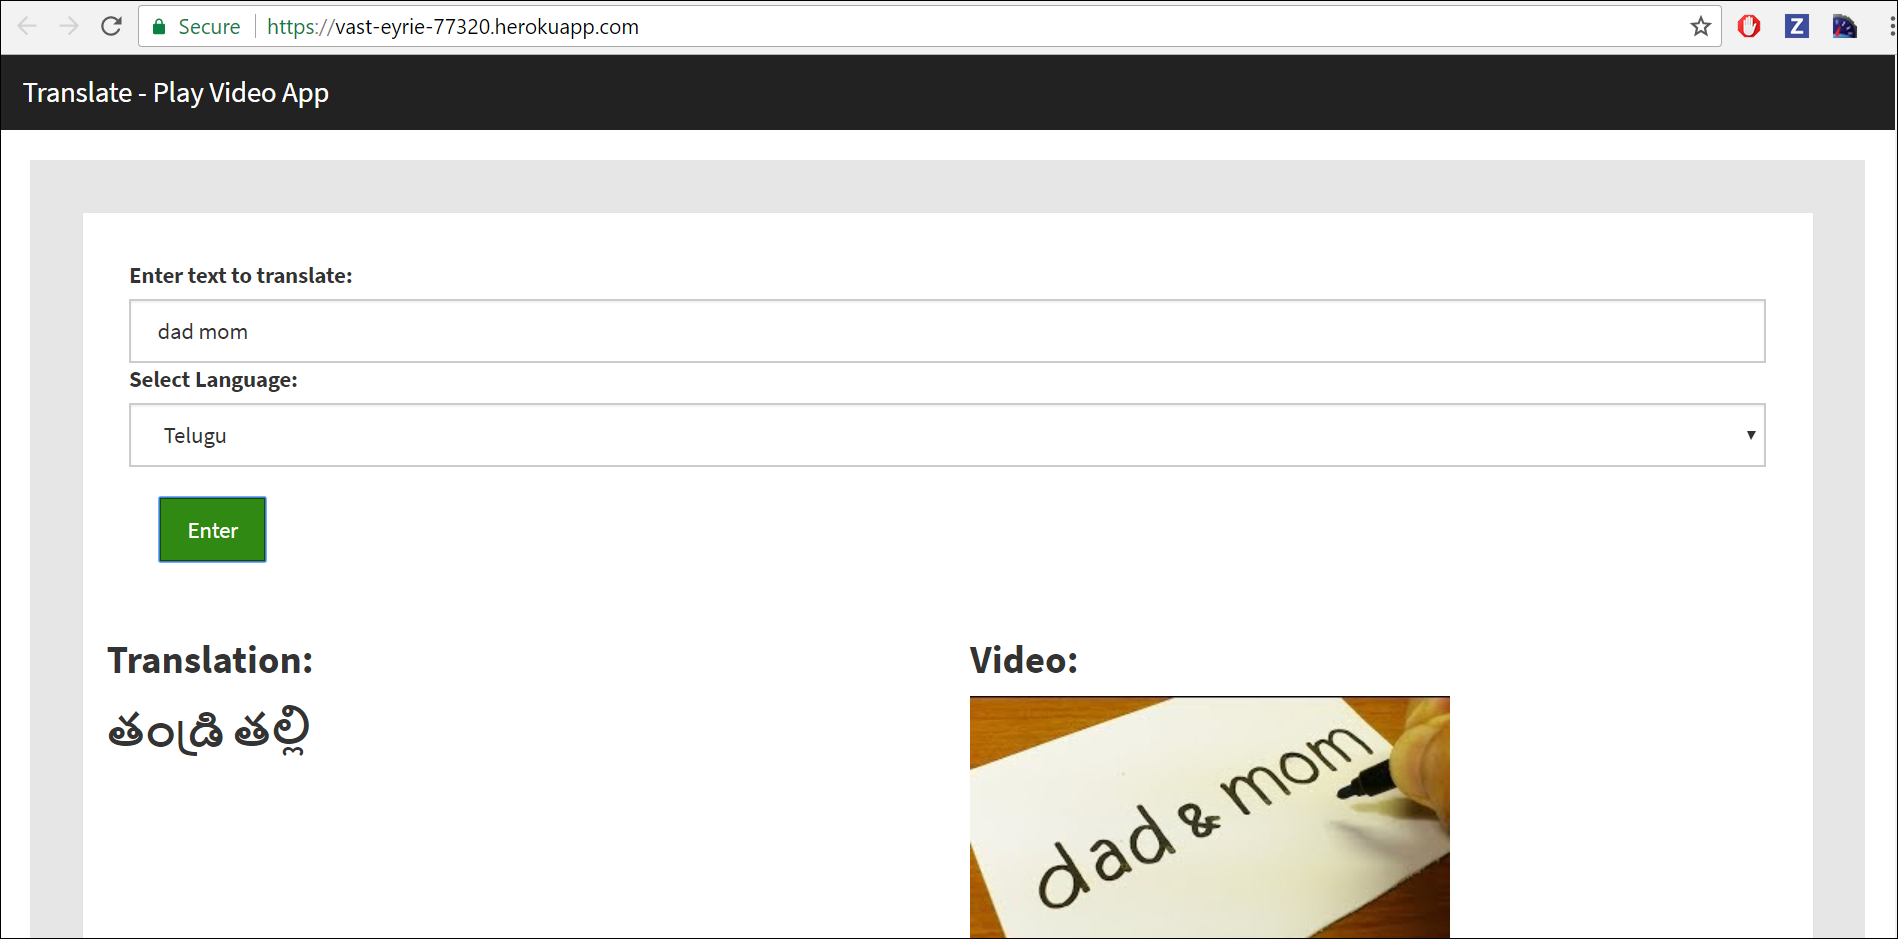 Secure https://vast-eyrie-77320.herokuapp.com
Z
Translate - Play Video App
Enter text to translate:
dad mom
Select Language:
Telugu
Enter
Translation:
తండ్రి తల్లి
Video:
dad & mom